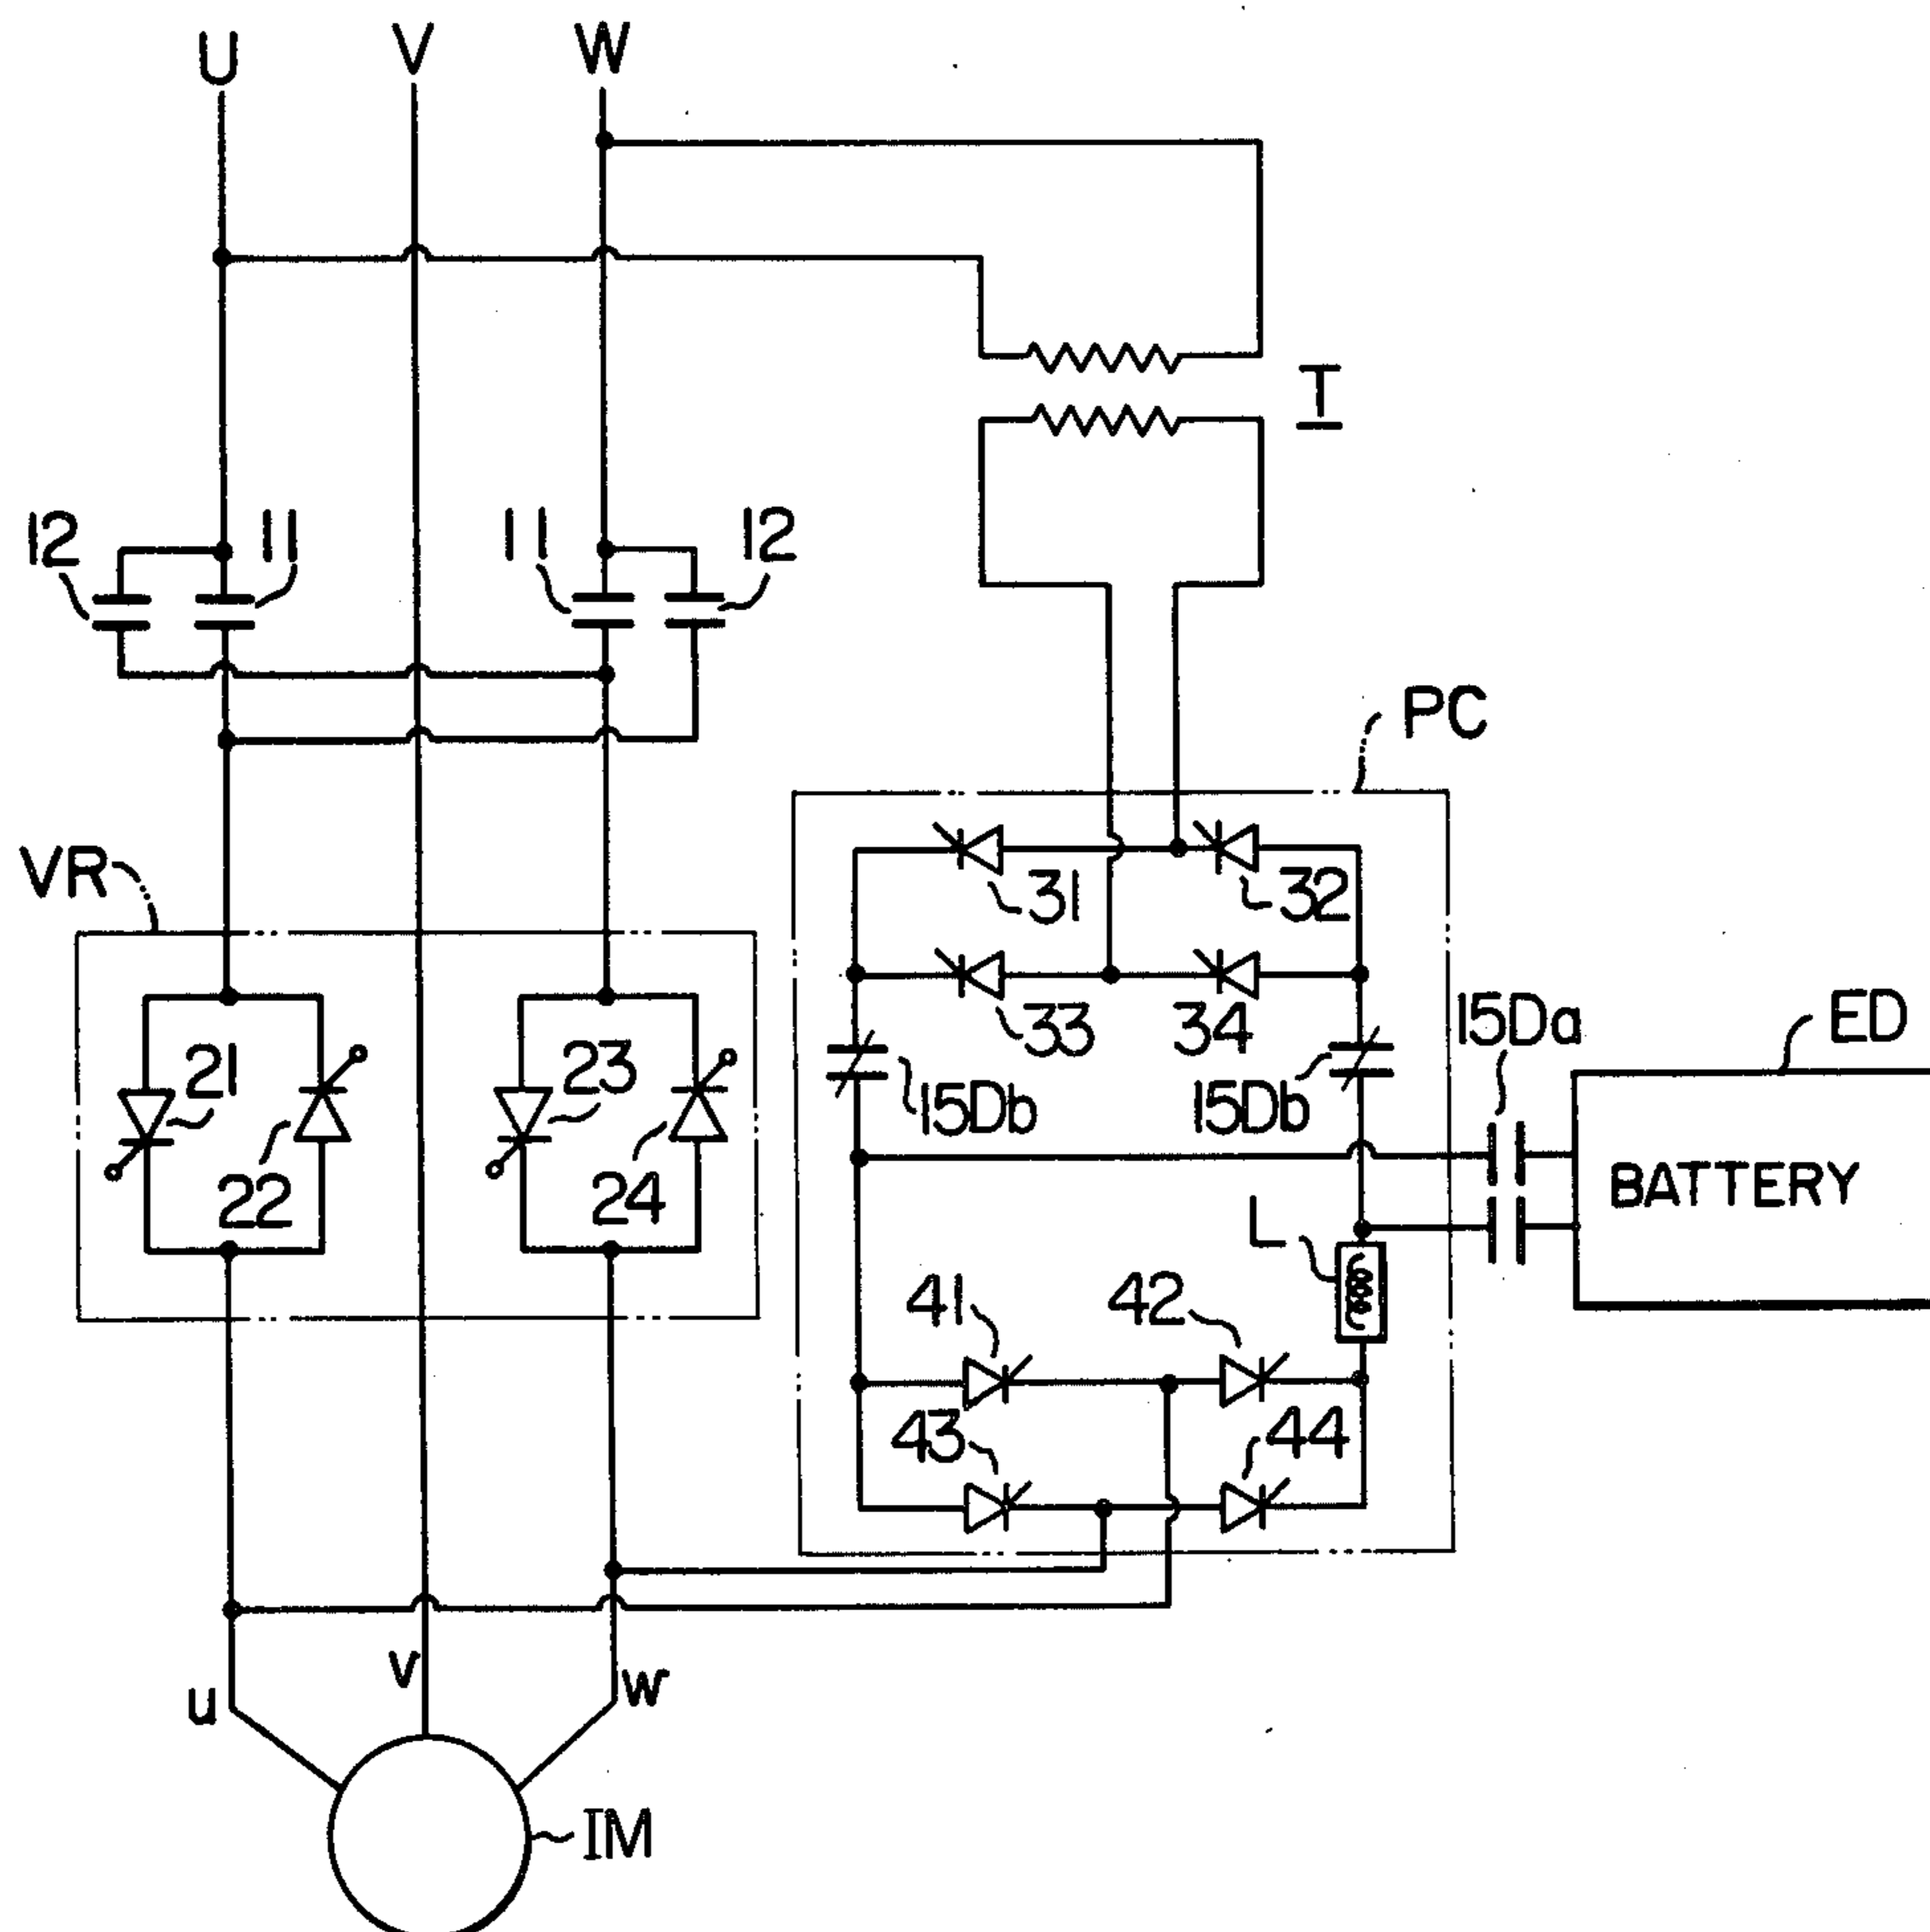 U V W
T
12 11 11 12
PC
VR
31 32
33 34 15Da ED
21 23
15Db 15Db
22 24 L BATTERY
41 42
43 44
u v w
IM